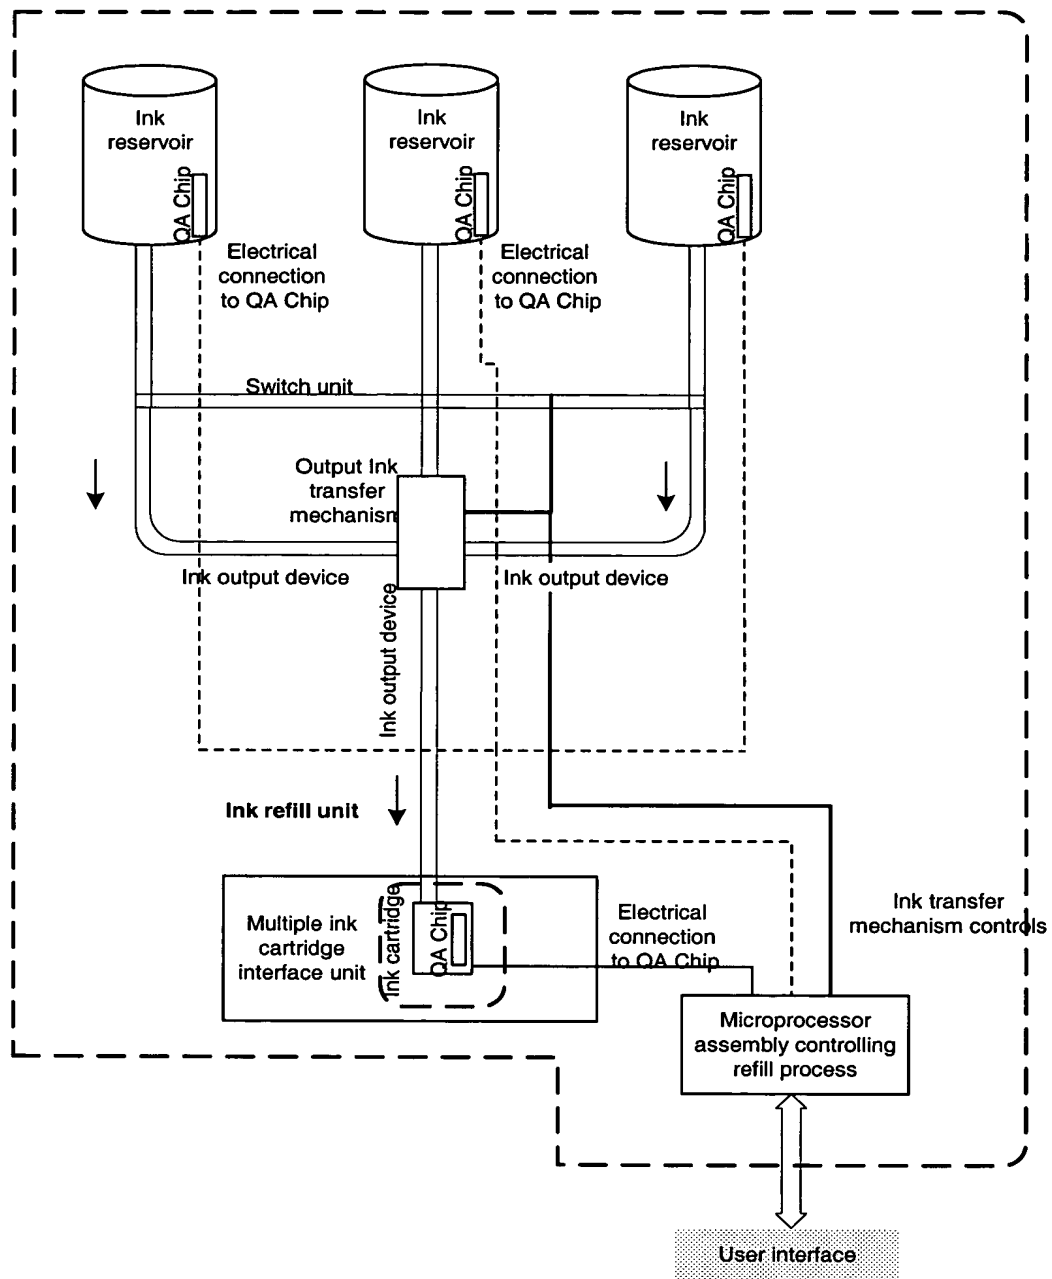 Ink
reservoir
QA Chip
Ink
reservoir
QA Chip
Ink
reservoir
QA Chip
Electrical
connection
to QA Chip
Electrical
connection
to QA Chip
Switch unit
Output Ink
transfer
mechanism
Ink output device
Ink output device
Ink output device
Ink refill unit
Multiple ink
cartridge
interface unit
Ink cartridge
QA Chip
Electrical
connection
to QA Chip
Ink transfer
mechanism controls
Microprocessor
assembly controlling
refill process
User interface